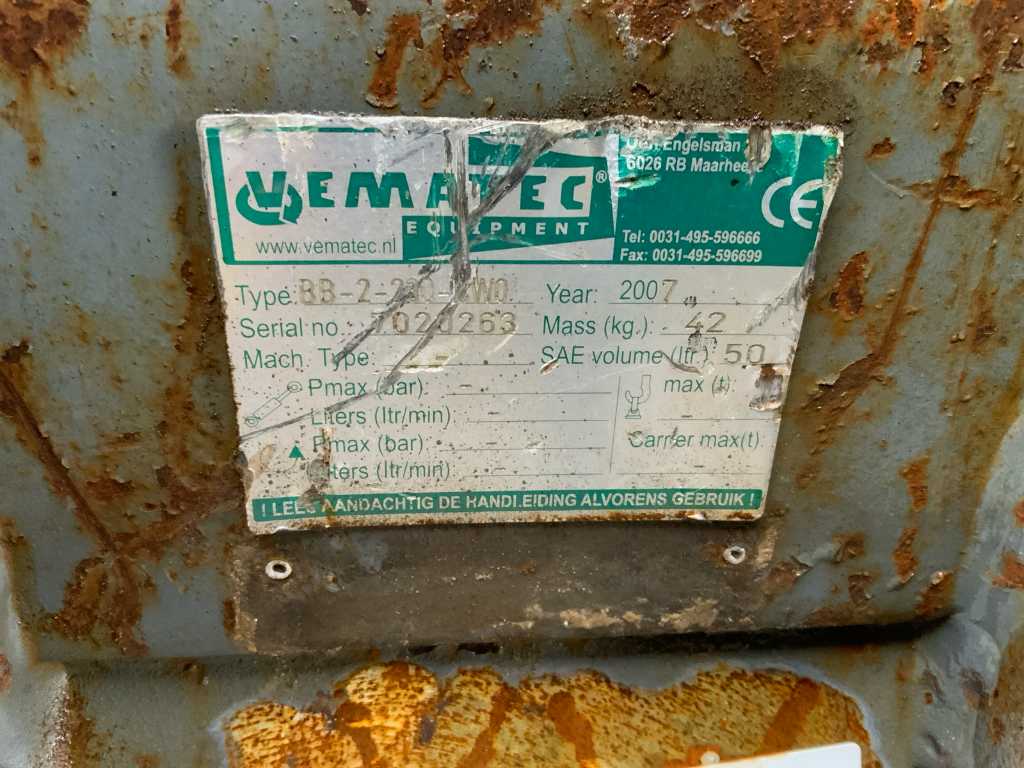 VEMATEC®
EQUIPMENT
www.vematec.nl
Engelsman
6026 RB
Tel: 0031-495-596666
Fax: 0031-495-596699
CE
Type: Year: 2007
Serial no.: 7020263 Mass (kg.): 42
Mach. Type: SAE volume (ltr.): 50
Pmax (bar): - max (t):
Liters (ltr/min) - -
Pmax (bar): - Carrier max(t)
Liters (ltr/min): - -
! LEES AANDACHTIG DE HANDLEIDING ALVORENS GEBRUIK !